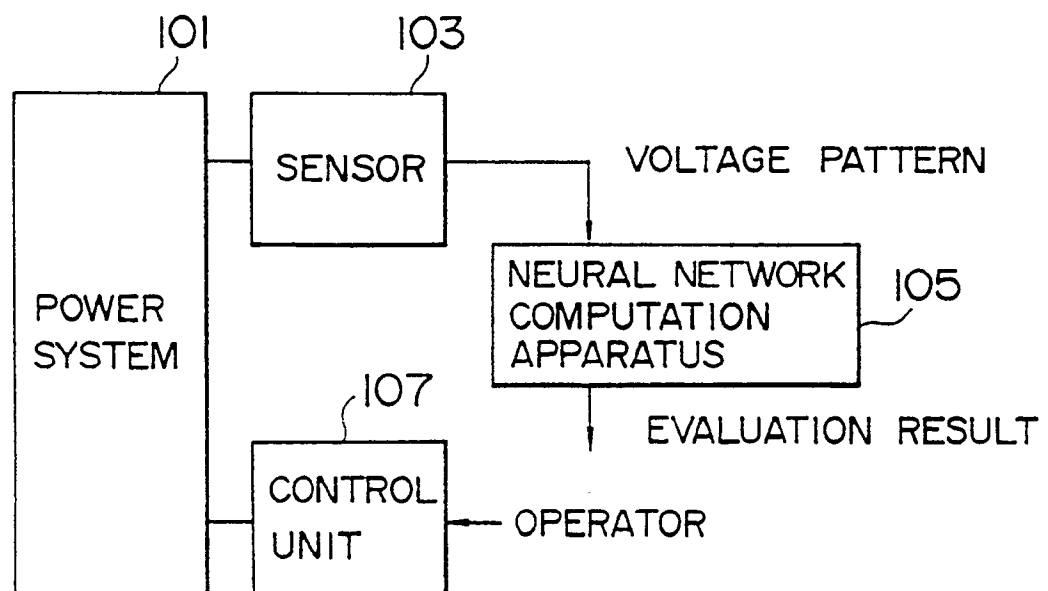 101
103
SENSOR
VOLTAGE PATTERN
NEURAL NETWORK
COMPUTATION
APPARATUS
105
POWER
SYSTEM
107
EVALUATION RESULT
CONTROL
UNIT
OPERATOR